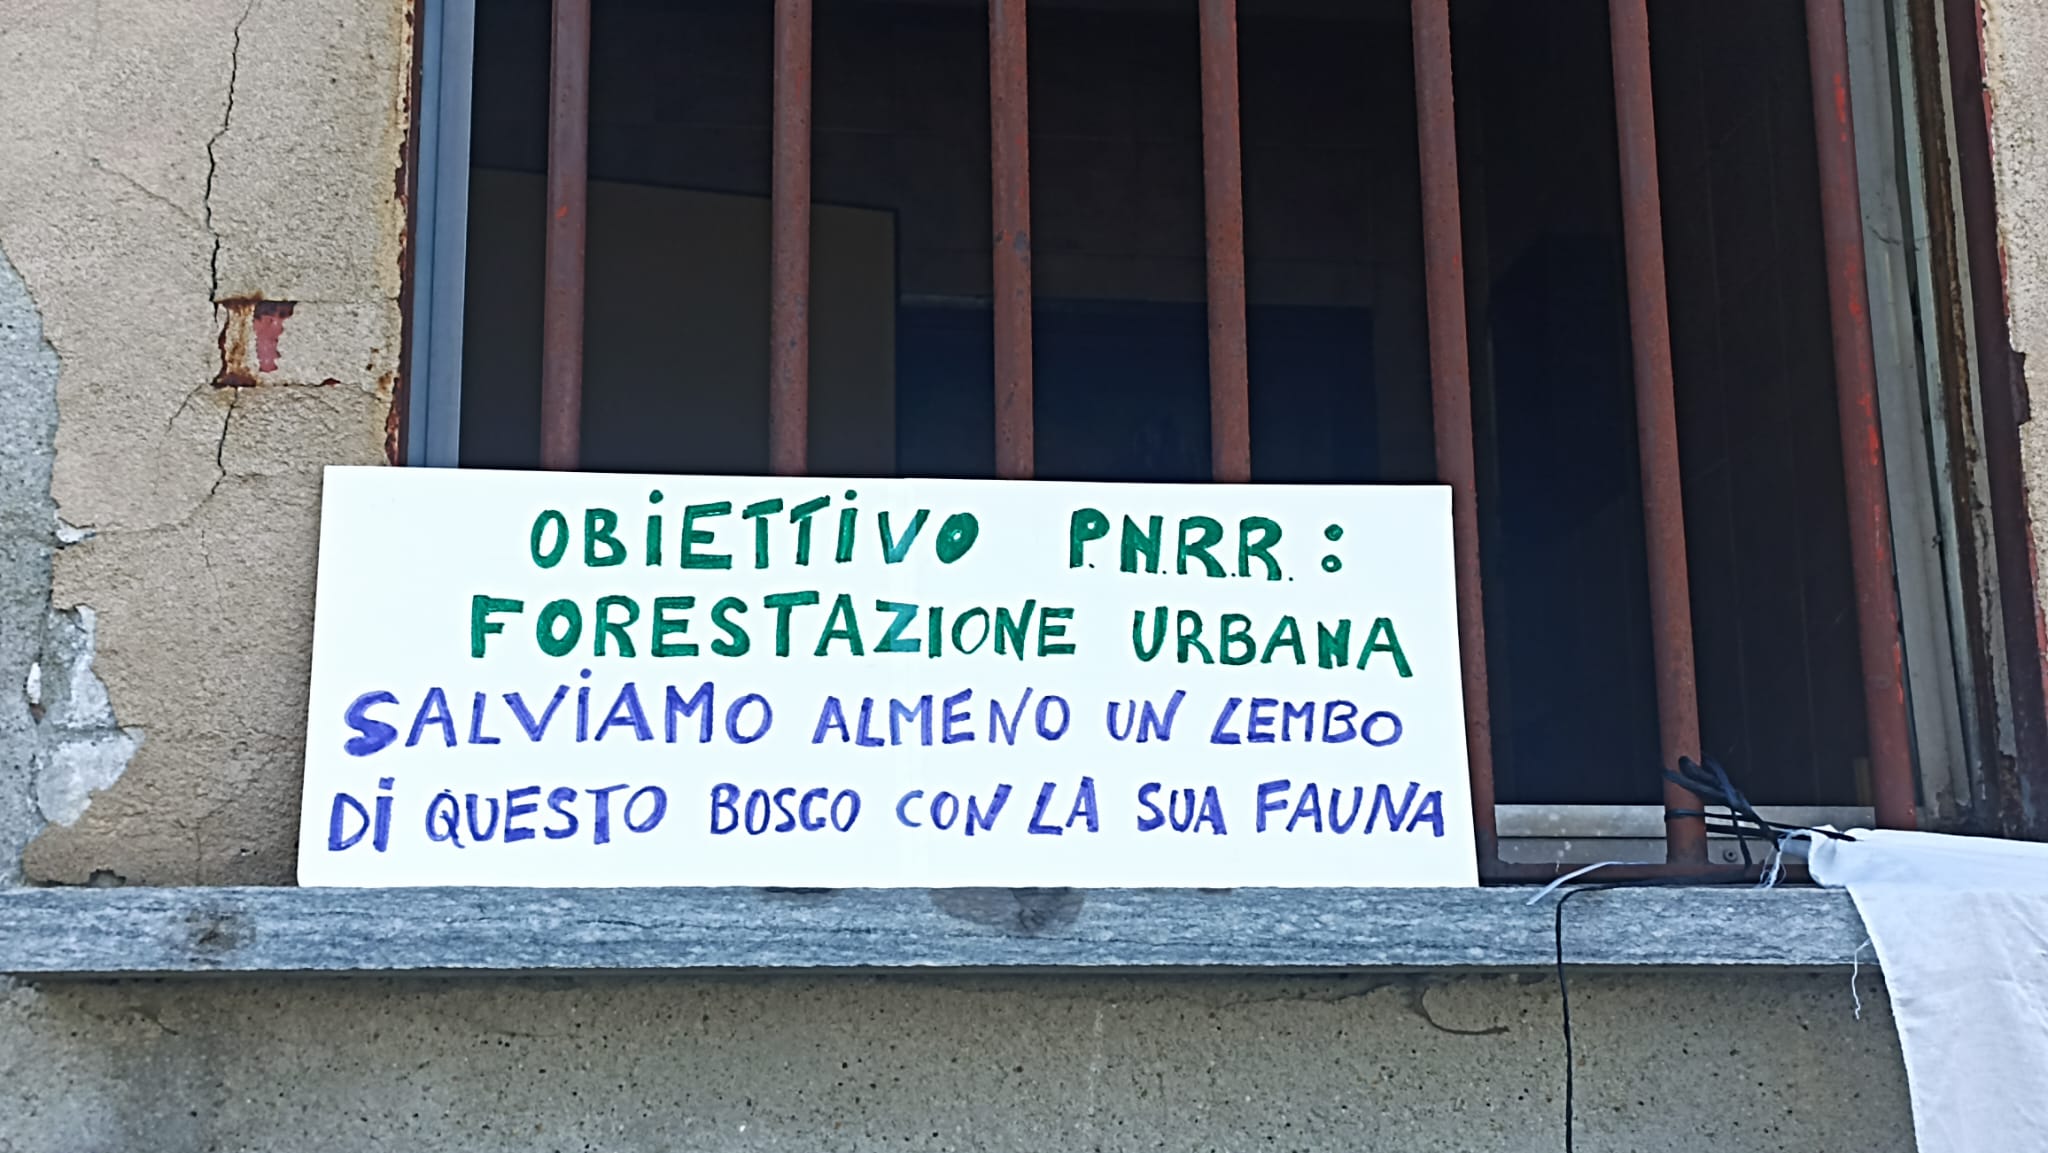 OBiETTiVO P.N.R.R. :
FORESTAZIONE URBANA
SALViAMO ALMENO UN LEMBO
Di QUESTO BOSCO CON LA SUA FAUNA